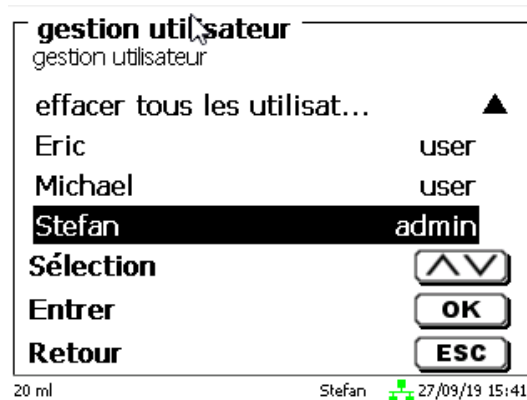 gestion utilisateur
gestion utilisateur
effacer tous les utilisat...
Eric user
Michael user
Stefan admin
Sélection
Entrer OK
Retour ESC
20 ml Stefan 27/09/19 15:41